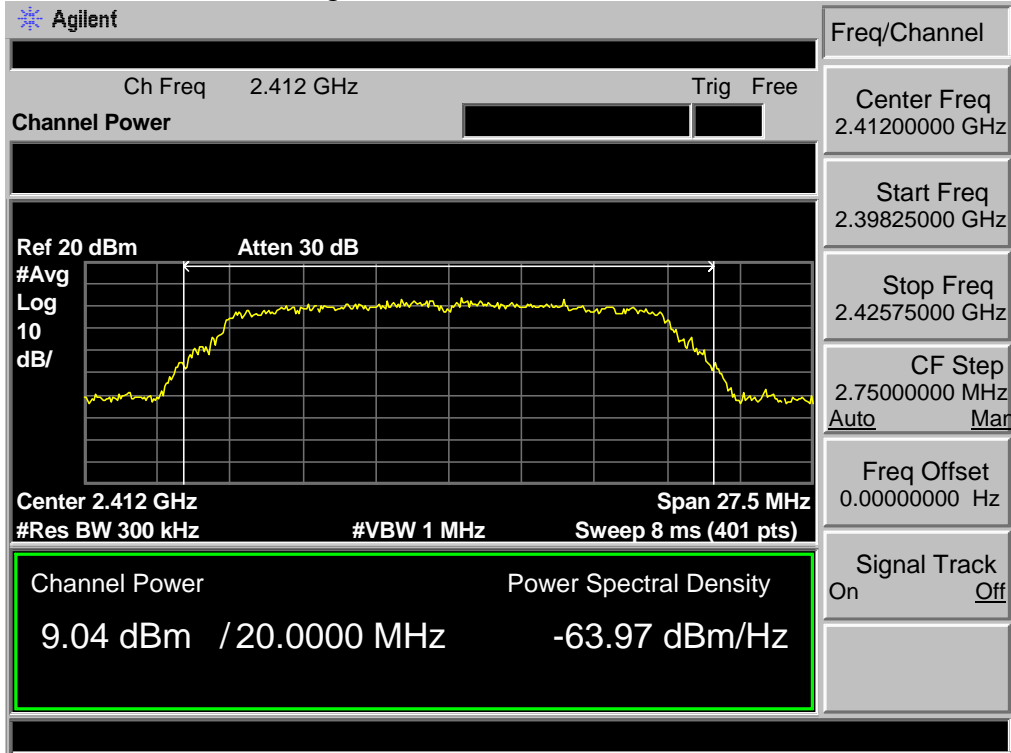 Agilent
Freq/Channel
Ch Freq 2.412 GHz Trig Free
Channel Power
Center Freq
2.41200000 GHz
Start Freq
2.39825000 GHz
Stop Freq
2.42575000 GHz
CF Step
2.75000000 MHz
Auto Man
Freq Offset
0.00000000 Hz
Signal Track
On Off
Ref 20 dBm Atten 30 dB
#Avg
Log
10
dB/
Center 2.412 GHz Span 27.5 MHz
#Res BW 300 kHz #VBW 1 MHz Sweep 8 ms (401 pts)
Channel Power Power Spectral Density
9.04 dBm / 20.0000 MHz -63.97 dBm/Hz